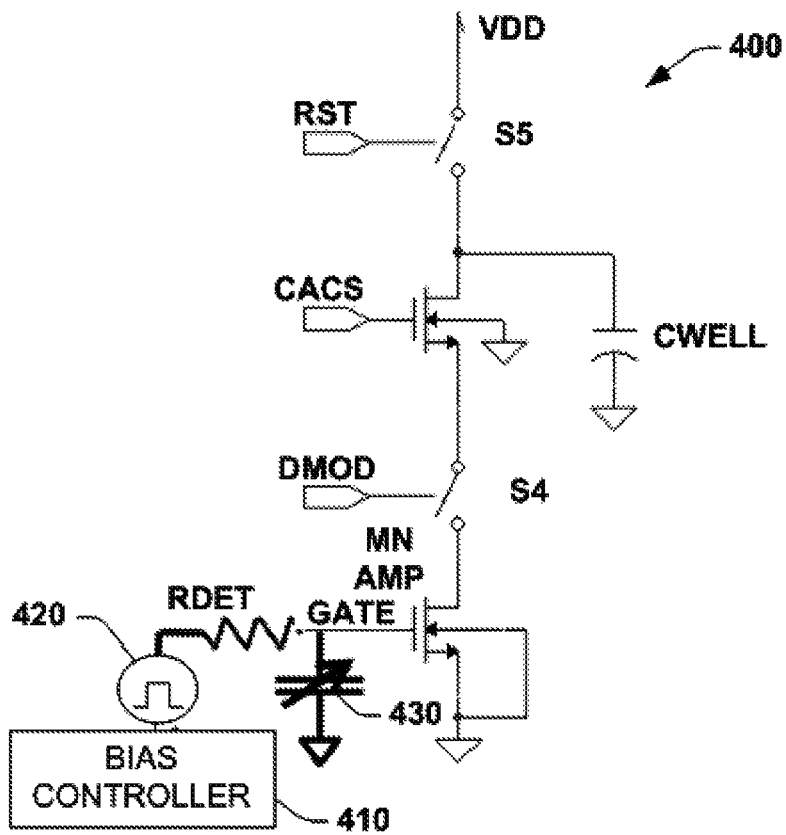 VDD
400
RST
S5
CACS
CWELL
DMOD
S4
MN
AMP
420
RDET
GATE
430
BIAS
CONTROLLER
410